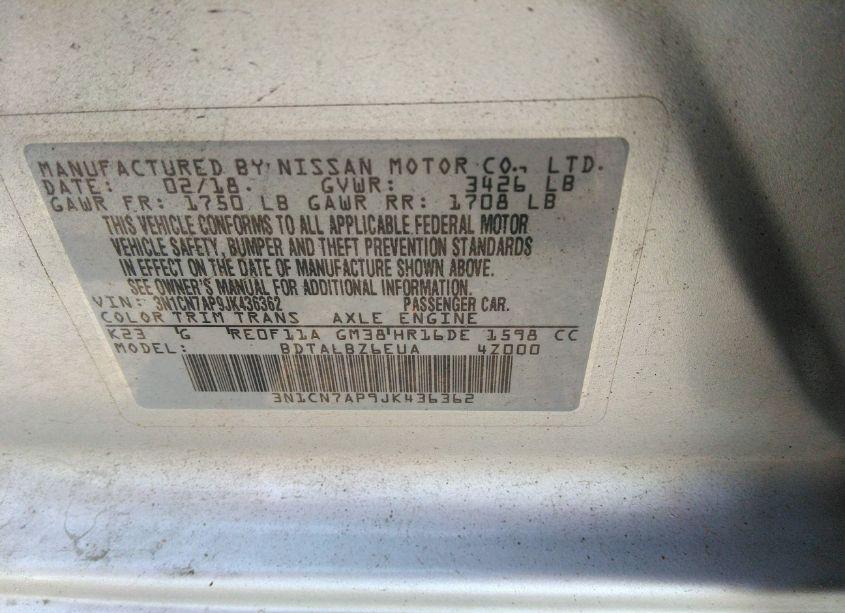 MANUFACTURED BY NISSAN MOTOR CO., LTD.
DATE: 02/18. GVWR: 3426 LB
GAWR FR: 1750 LB GAWR RR: 1708 LB
THIS VEHICLE CONFORMS TO ALL APPLICABLE FEDERAL MOTOR
VEHICLE SAFETY, BUMPER AND THEFT PREVENTION STANDARDS
IN EFFECT ON THE DATE OF MANUFACTURE SHOWN ABOVE.
SEE OWNER'S MANUAL FOR ADDITIONAL INFORMATION.
VIN: 3N1CN7AP9JK436362 PASSENGER CAR.
COLOR TRIM TRANS AXLE ENGINE
K23 G RE0F11A GM38 HR16DE 1598 CC
MODEL: BDTALBZ6EUA 4Z000
3N1CN7AP9JK436362